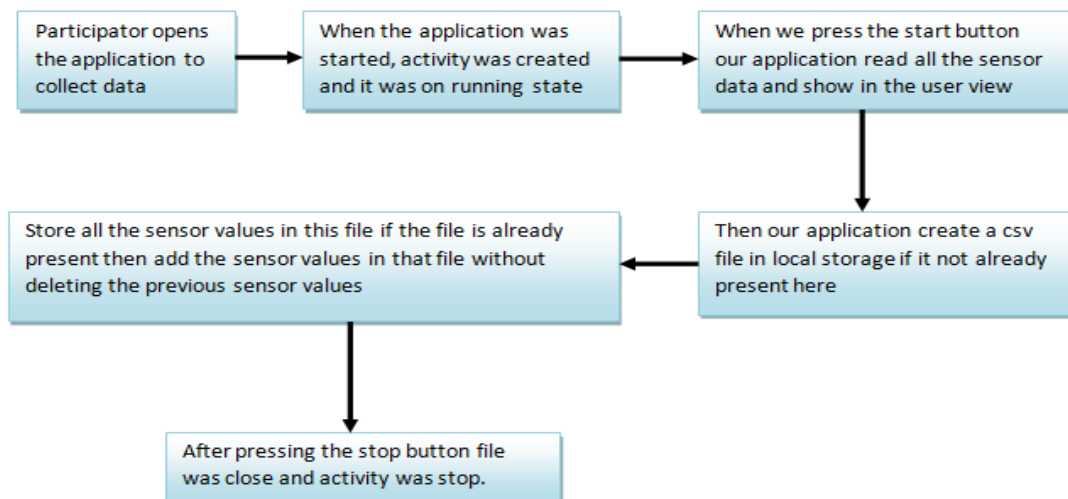 Participator opens
the application to
collect data
When the application was
started, activity was created
and it was on running state
When we press the start button
our application read all the sensor
data and show in the user view
Then our application create a csv
file in local storage if it not already
present here
Store all the sensor values in this file if the file is already
present then add the sensor values in that file without
deleting the previous sensor values
After pressing the stop button file
was close and activity was stop.